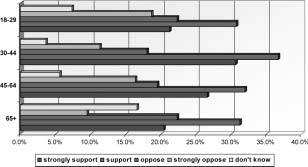 18-29
30-44
45-64
65+
0.0% 5.0% 10.0% 15.0% 20.0% 25.0% 30.0% 35.0% 40.0%
strongly support support oppose strongly oppose don't know